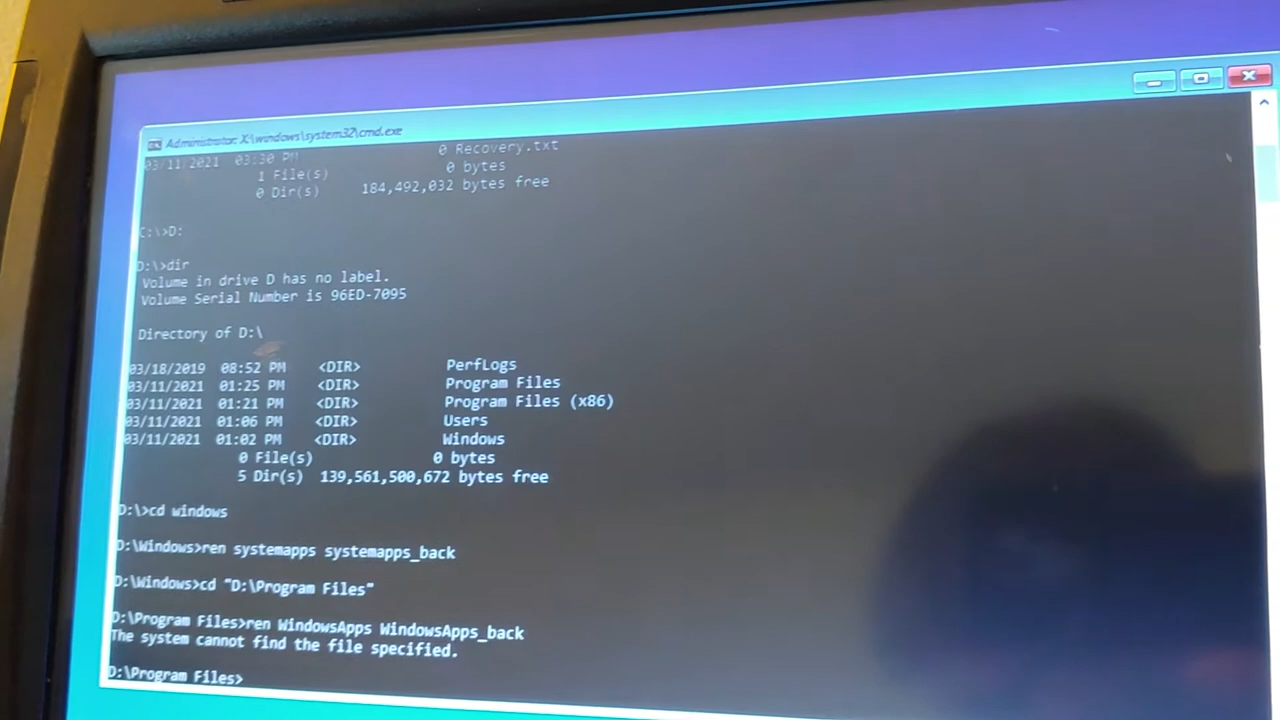 Administrator: X:\windows\system32\cmd.exe
03/11/2021 03:30 PM 0 Recovery.txt
1 File(s) 0 bytes
0 Dir(s) 184,492,032 bytes free
C:\>D:
D:\>dir
Volume in drive D has no label.
Volume Serial Number is 96ED-7095
Directory of D:\
03/18/2019 08:52 PM <DIR> PerfLogs
03/11/2021 01:25 PM <DIR> Program Files
03/11/2021 01:21 PM <DIR> Program Files (x86)
03/11/2021 01:06 PM <DIR> Users
03/11/2021 01:02 PM <DIR> Windows
0 File(s) 0 bytes
5 Dir(s) 139,561,500,672 bytes free
D:\>cd windows
D:\Windows>ren systemapps systemapps_back
D:\Windows>cd "D:\Program Files"
D:\Program Files>ren WindowsApps WindowsApps_back
The system cannot find the file specified.
D:\Program Files>